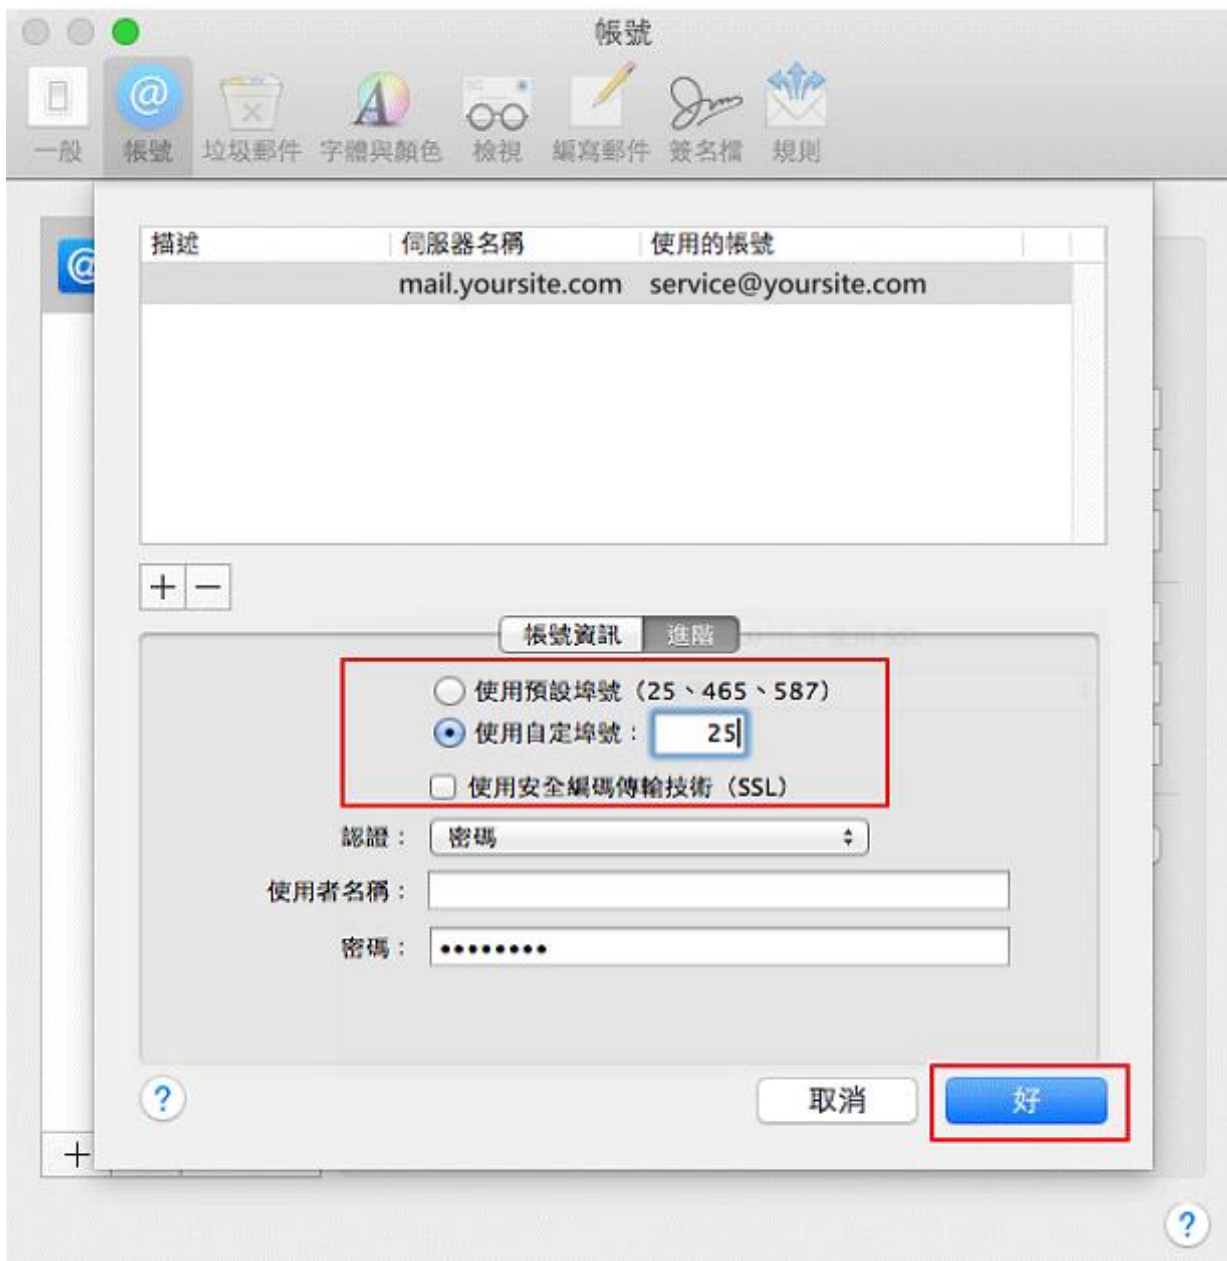 帳號
一般 帳號 垃圾郵件 字體與顏色 檢視 編寫郵件 簽名檔 規則
描述 伺服器名稱 使用的帳號
mail.yoursite.com service@yoursite.com
帳號資訊 進階
使用預設埠號（25、465、587）
使用自定埠號： 25
使用安全編碼傳輸技術（SSL）
認證： 密碼
使用者名稱：
密碼： ••••••••
取消 好